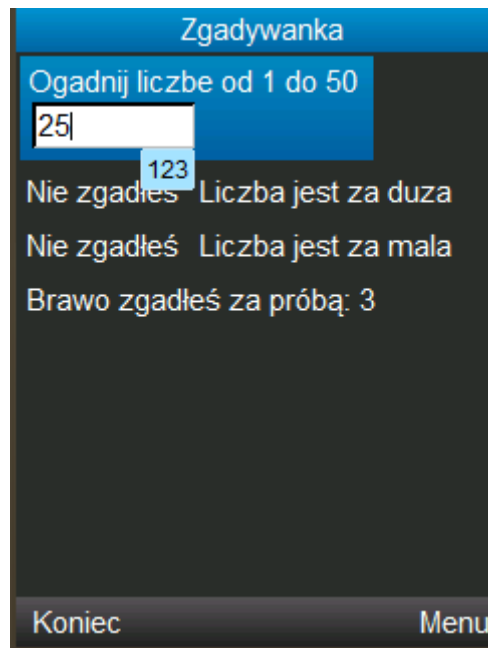 Zgadywanka
Ogadnij liczbe od 1 do 50
25
123
Nie zgadłeś Liczba jest za duza
Nie zgadłeś Liczba jest za mala
Brawo zgadłeś za próbą: 3
Koniec Menu